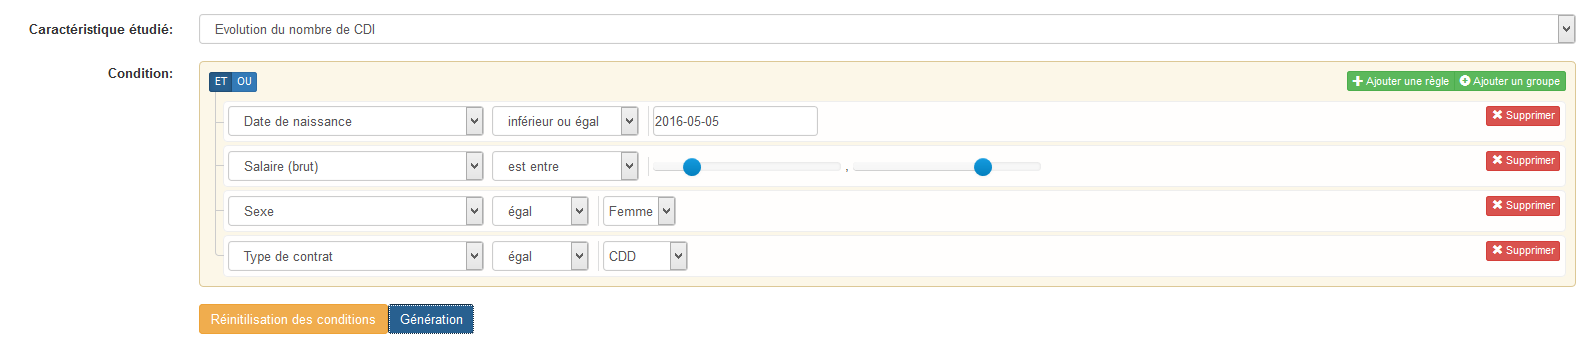 Caractéristique étudié: Evolution du nombre de CDI
Condition: ET OU Ajouter une règle Ajouter un groupe
Date de naissance inférieur ou égal 2016-05-05 Supprimer
Salaire (brut) est entre , Supprimer
Sexe égal Femme Supprimer
Type de contrat égal CDD Supprimer
Réinitilisation des conditions Génération